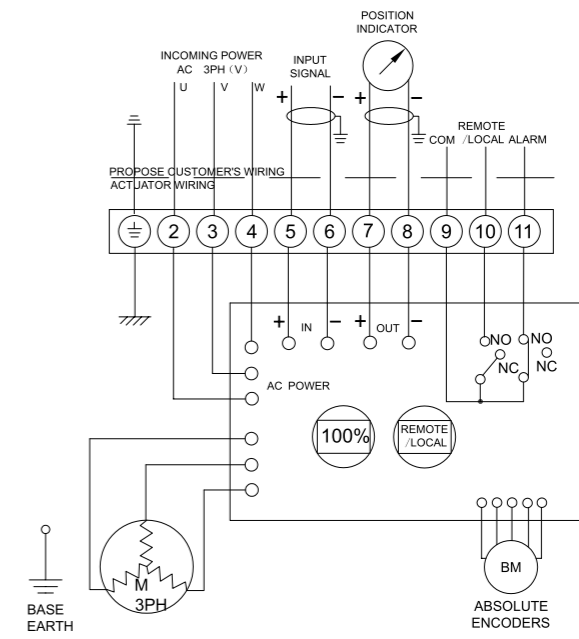 POSITION
INDICATOR
INCOMING POWER
AC 3PH（V）
INPUT
SIGNAL
U V W
+ − + −
REMOTE
COM /LOCAL ALARM
PROPOSE CUSTOMER'S WIRING
ACTUATOR WIRING
2 3 4 5 6 7 8 9 10 11
+ IN − + OUT −
NO NO
NC NC
AC POWER
100%
REMOTE
/LOCAL
M
3PH
BM
BASE
EARTH
ABSOLUTE
ENCODERS